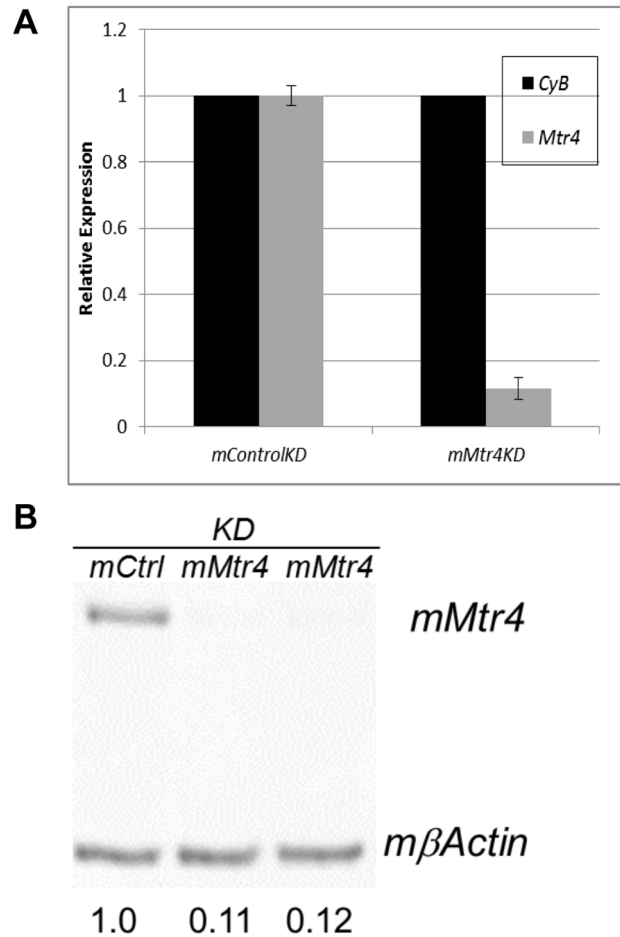 A
1.2
1
0.8
0.6
0.4
0.2
0
Relative Expression
CyB
Mtr4
mControlKD mMtr4KD
B
KD
mCtrl mMtr4 mMtr4
mMtr4
mβActin
1.0 0.11 0.12